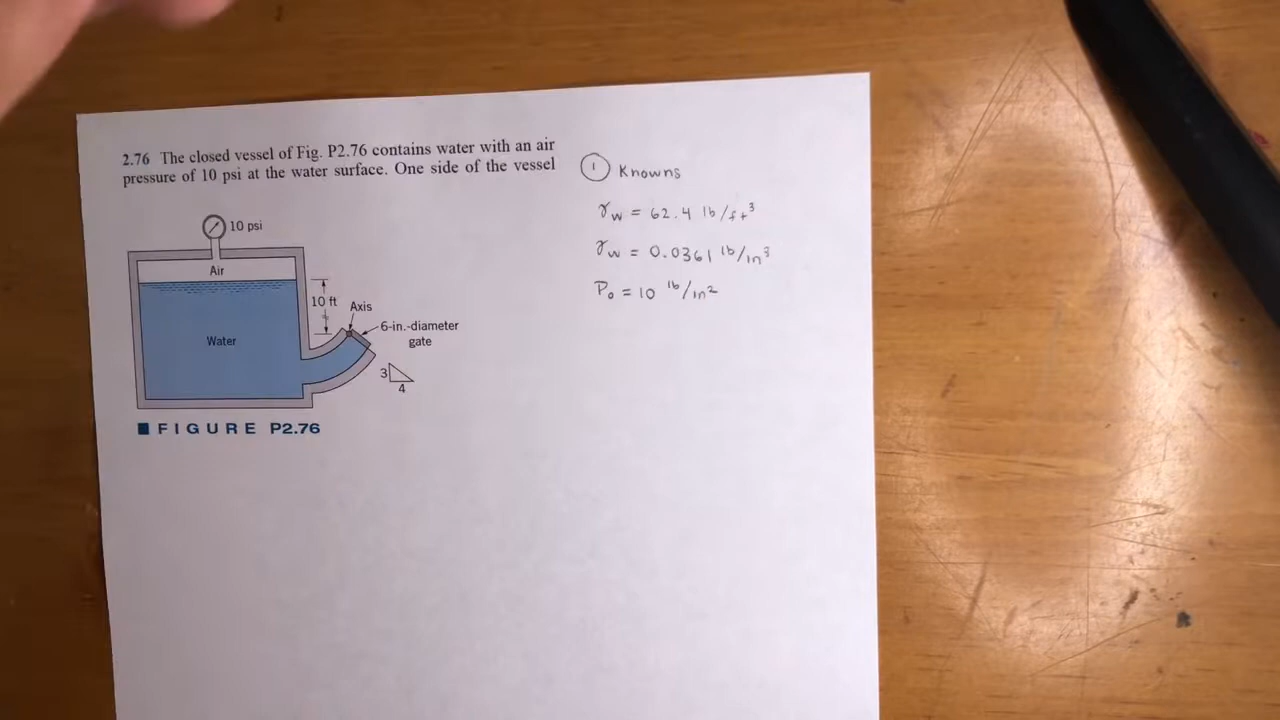 2.76 The closed vessel of Fig. P2.76 contains water with an air
pressure of 10 psi at the water surface. One side of the vessel
10 psi
Air
10 ft
Axis
6-in.-diameter
gate
Water
3
4
FIGURE P2.76
1 Knowns
γw = 62.4 lb/ft³
γw = 0.0361 lb/in³
P₀ = 10 lb/in²